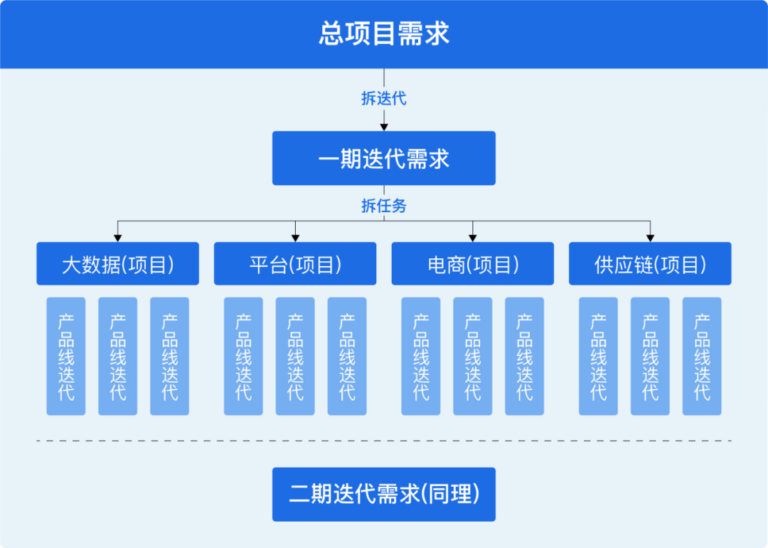 总项目需求
拆迭代
一期迭代需求
拆任务
大数据(项目)
平台(项目)
电商(项目)
供应链(项目)
产品线迭代
产品线迭代
产品线迭代
产品线迭代
产品线迭代
产品线迭代
产品线迭代
产品线迭代
产品线迭代
产品线迭代
产品线迭代
产品线迭代
二期迭代需求(同理)